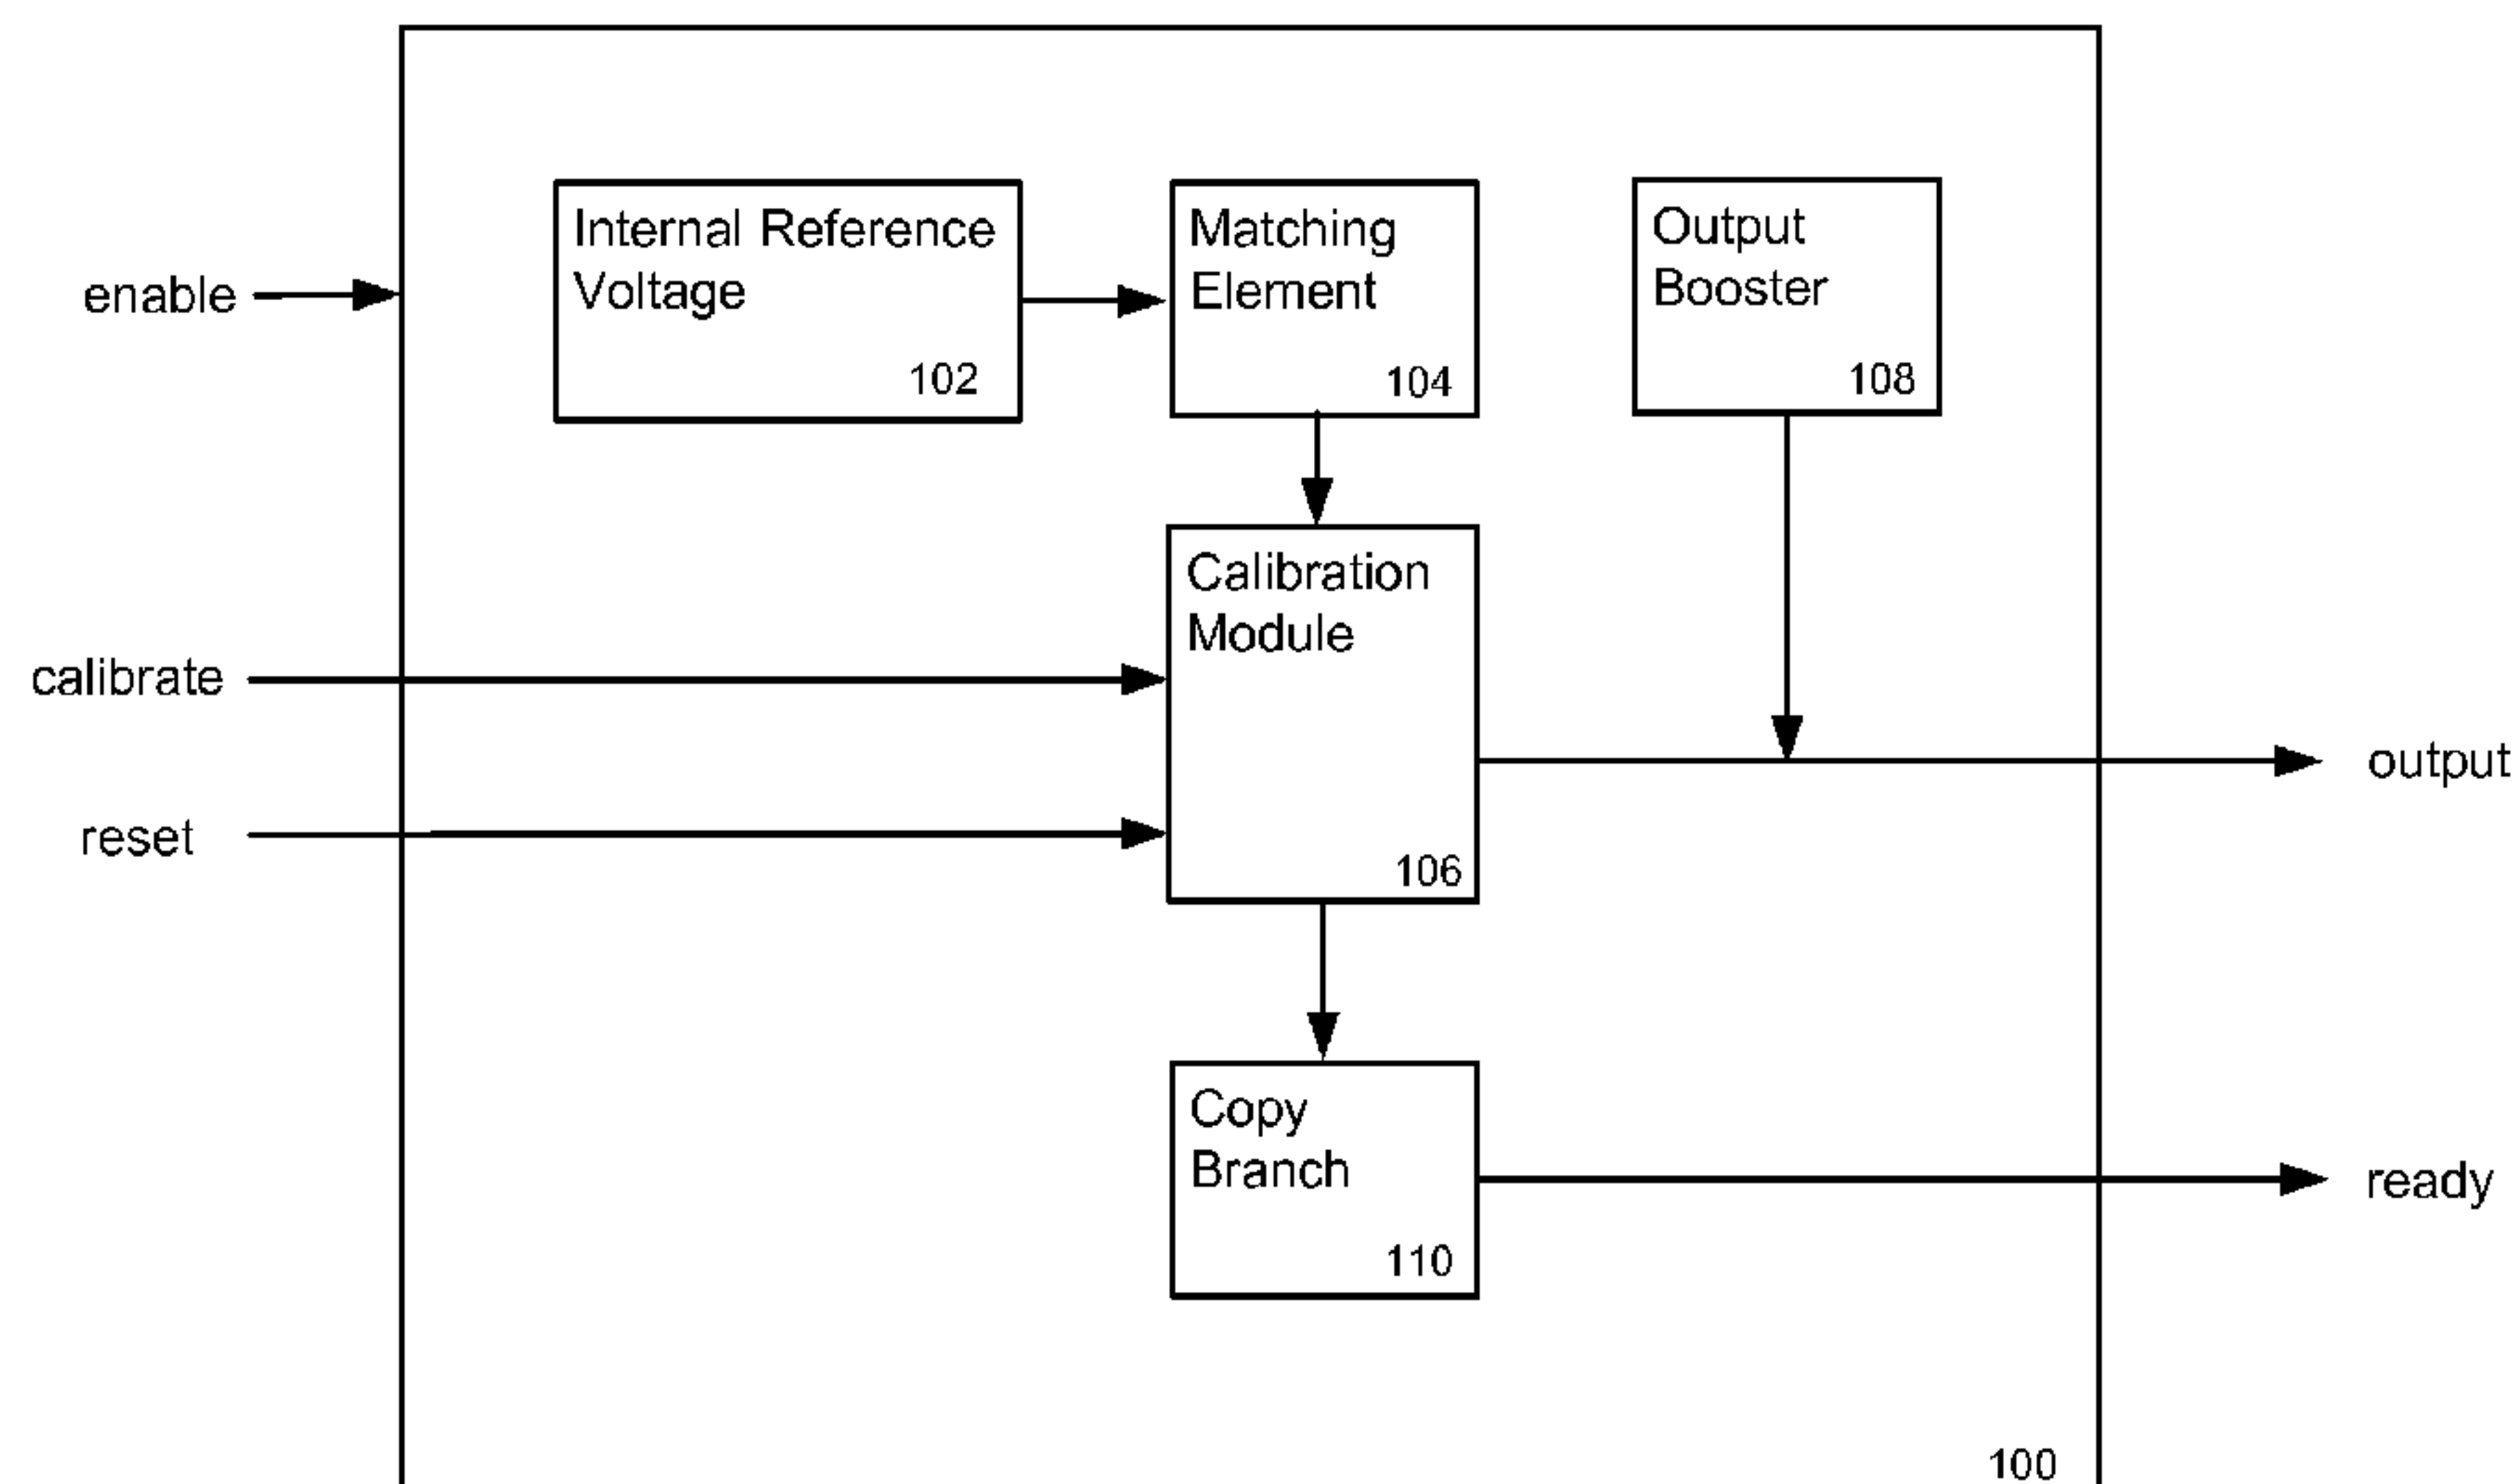 enable
Internal Reference
Voltage
102
Matching
Element
104
Output
Booster
108
calibrate
reset
Calibration
Module
106
output
Copy
Branch
110
ready
100